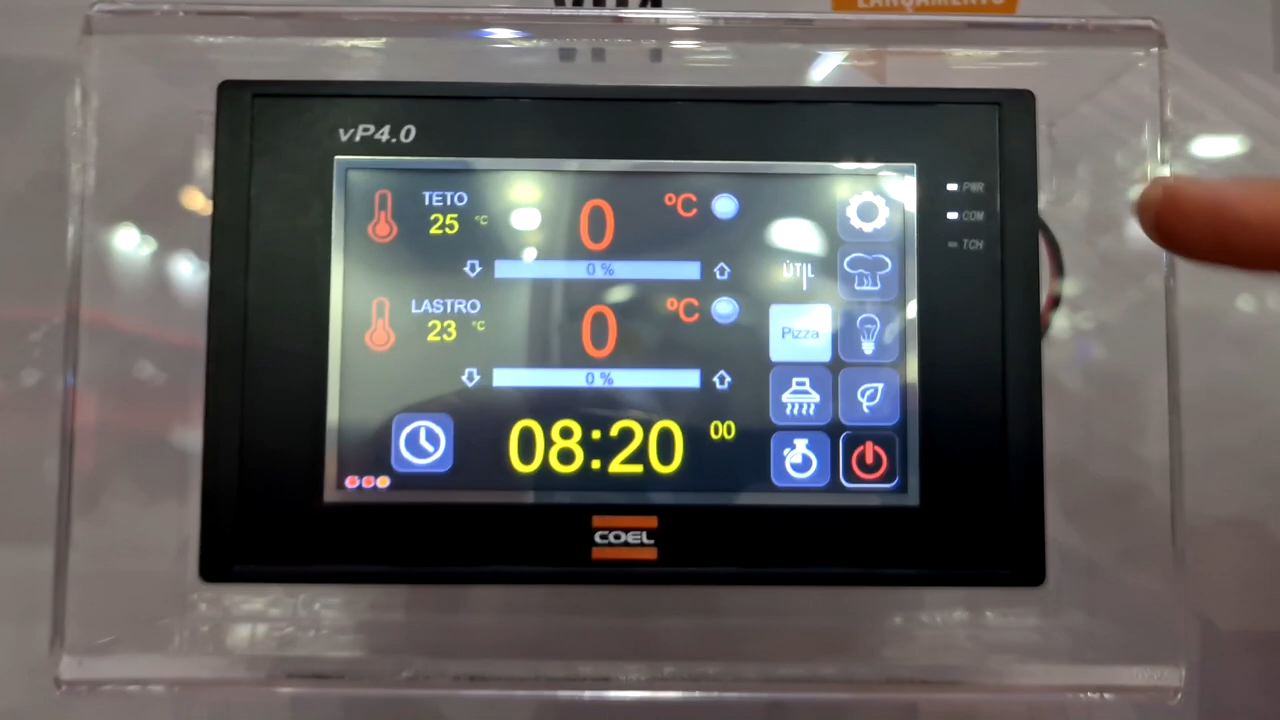 LANÇAMENTO
vP4.0
PWR
COM
TCH
TETO
25 °C
0 °C
0 %
ÚTIL
LASTRO
23 °C
0 °C
Pizza
0 %
08:20 00
COEL